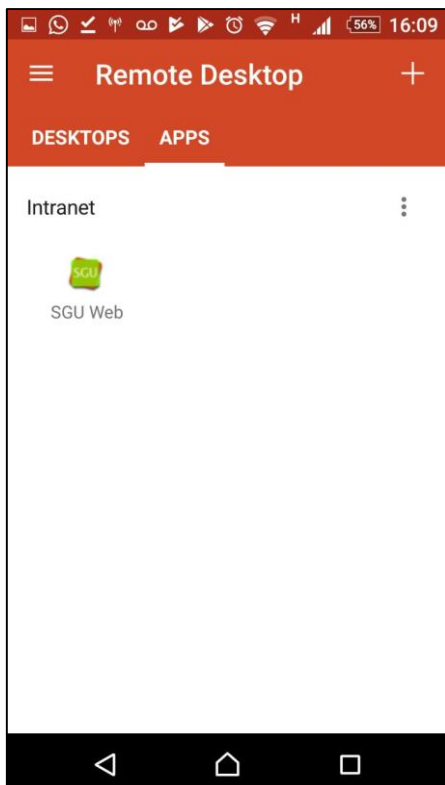 H 56% 16:09
Remote Desktop
DESKTOPS APPS
Intranet
SGU
SGU Web